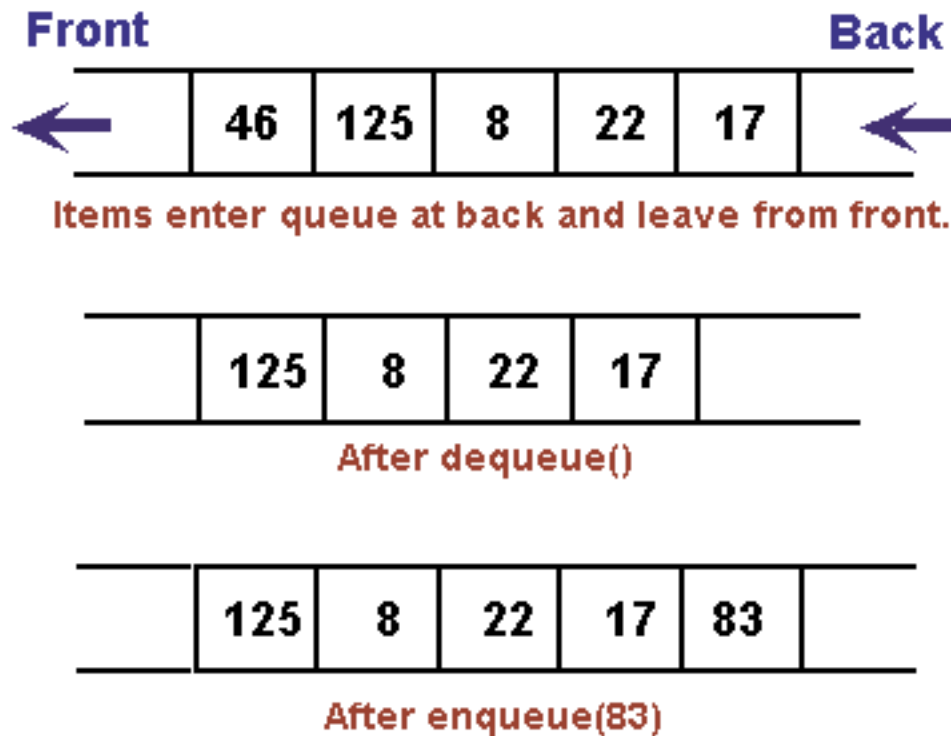 Front Back
46 125 8 22 17
Items enter queue at back and leave from front.
125 8 22 17
After dequeue()
125 8 22 17 83
After enqueue(83)